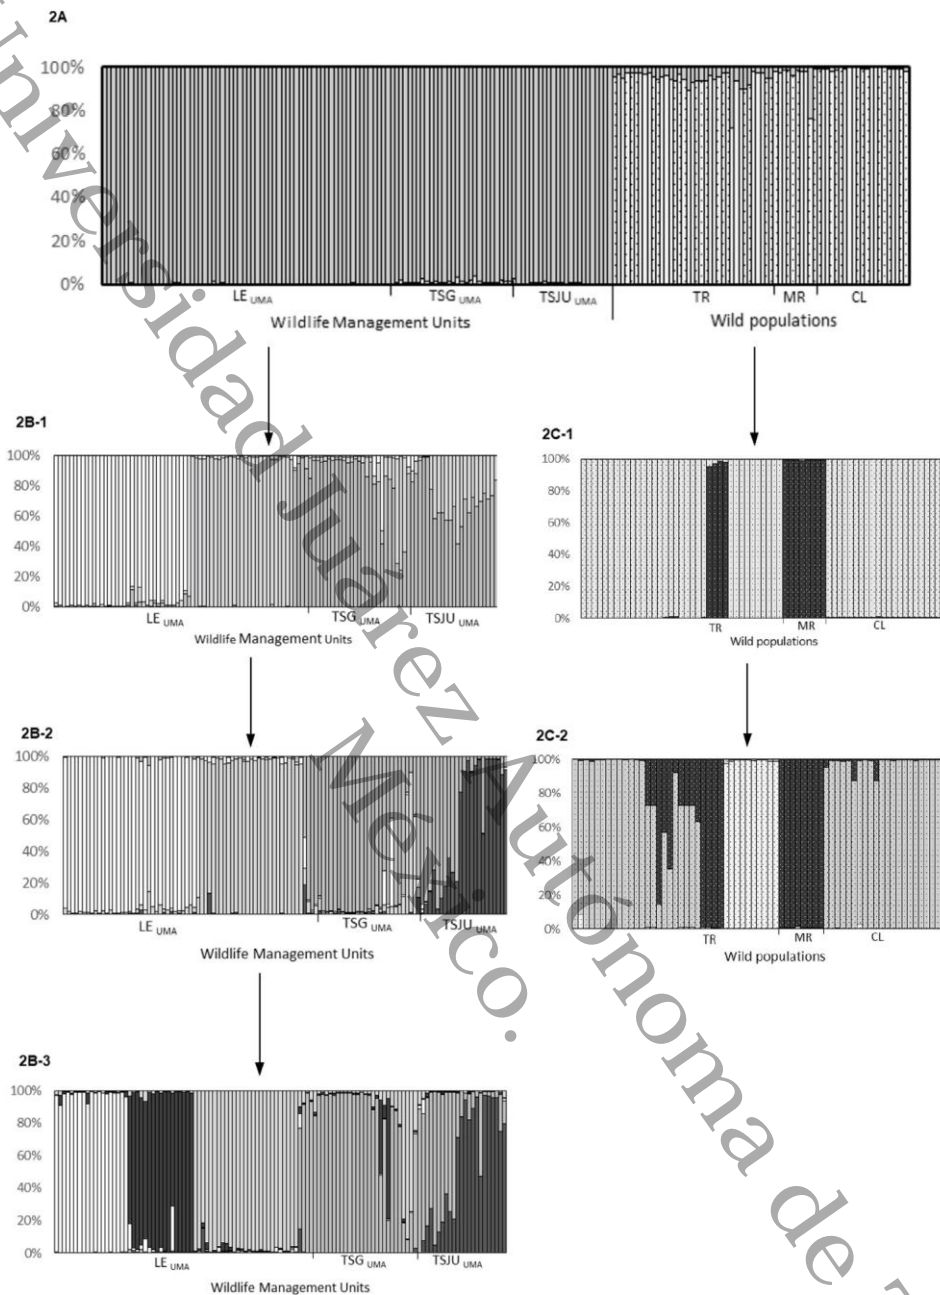 2A
100%
80%
60%
40%
20%
0%
LE UMA TSG UMA TSJU UMA TR MR CL
Wildlife Management Units Wild populations
2B-1
100%
80%
60%
40%
20%
0%
LE UMA TSG UMA TSJU UMA
Wildlife Management Units
2C-1
100%
80%
60%
40%
20%
0%
TR MR CL
Wild populations
2B-2
100%
80%
60%
40%
20%
0%
LE UMA TSG UMA TSJU UMA
Wildlife Management Units
2C-2
100%
80%
60%
40%
20%
0%
TR MR CL
Wild populations
2B-3
100%
80%
60%
40%
20%
0%
LE UMA TSG UMA TSJU UMA
Wildlife Management Units
Universidad Juárez Autónoma de
México.